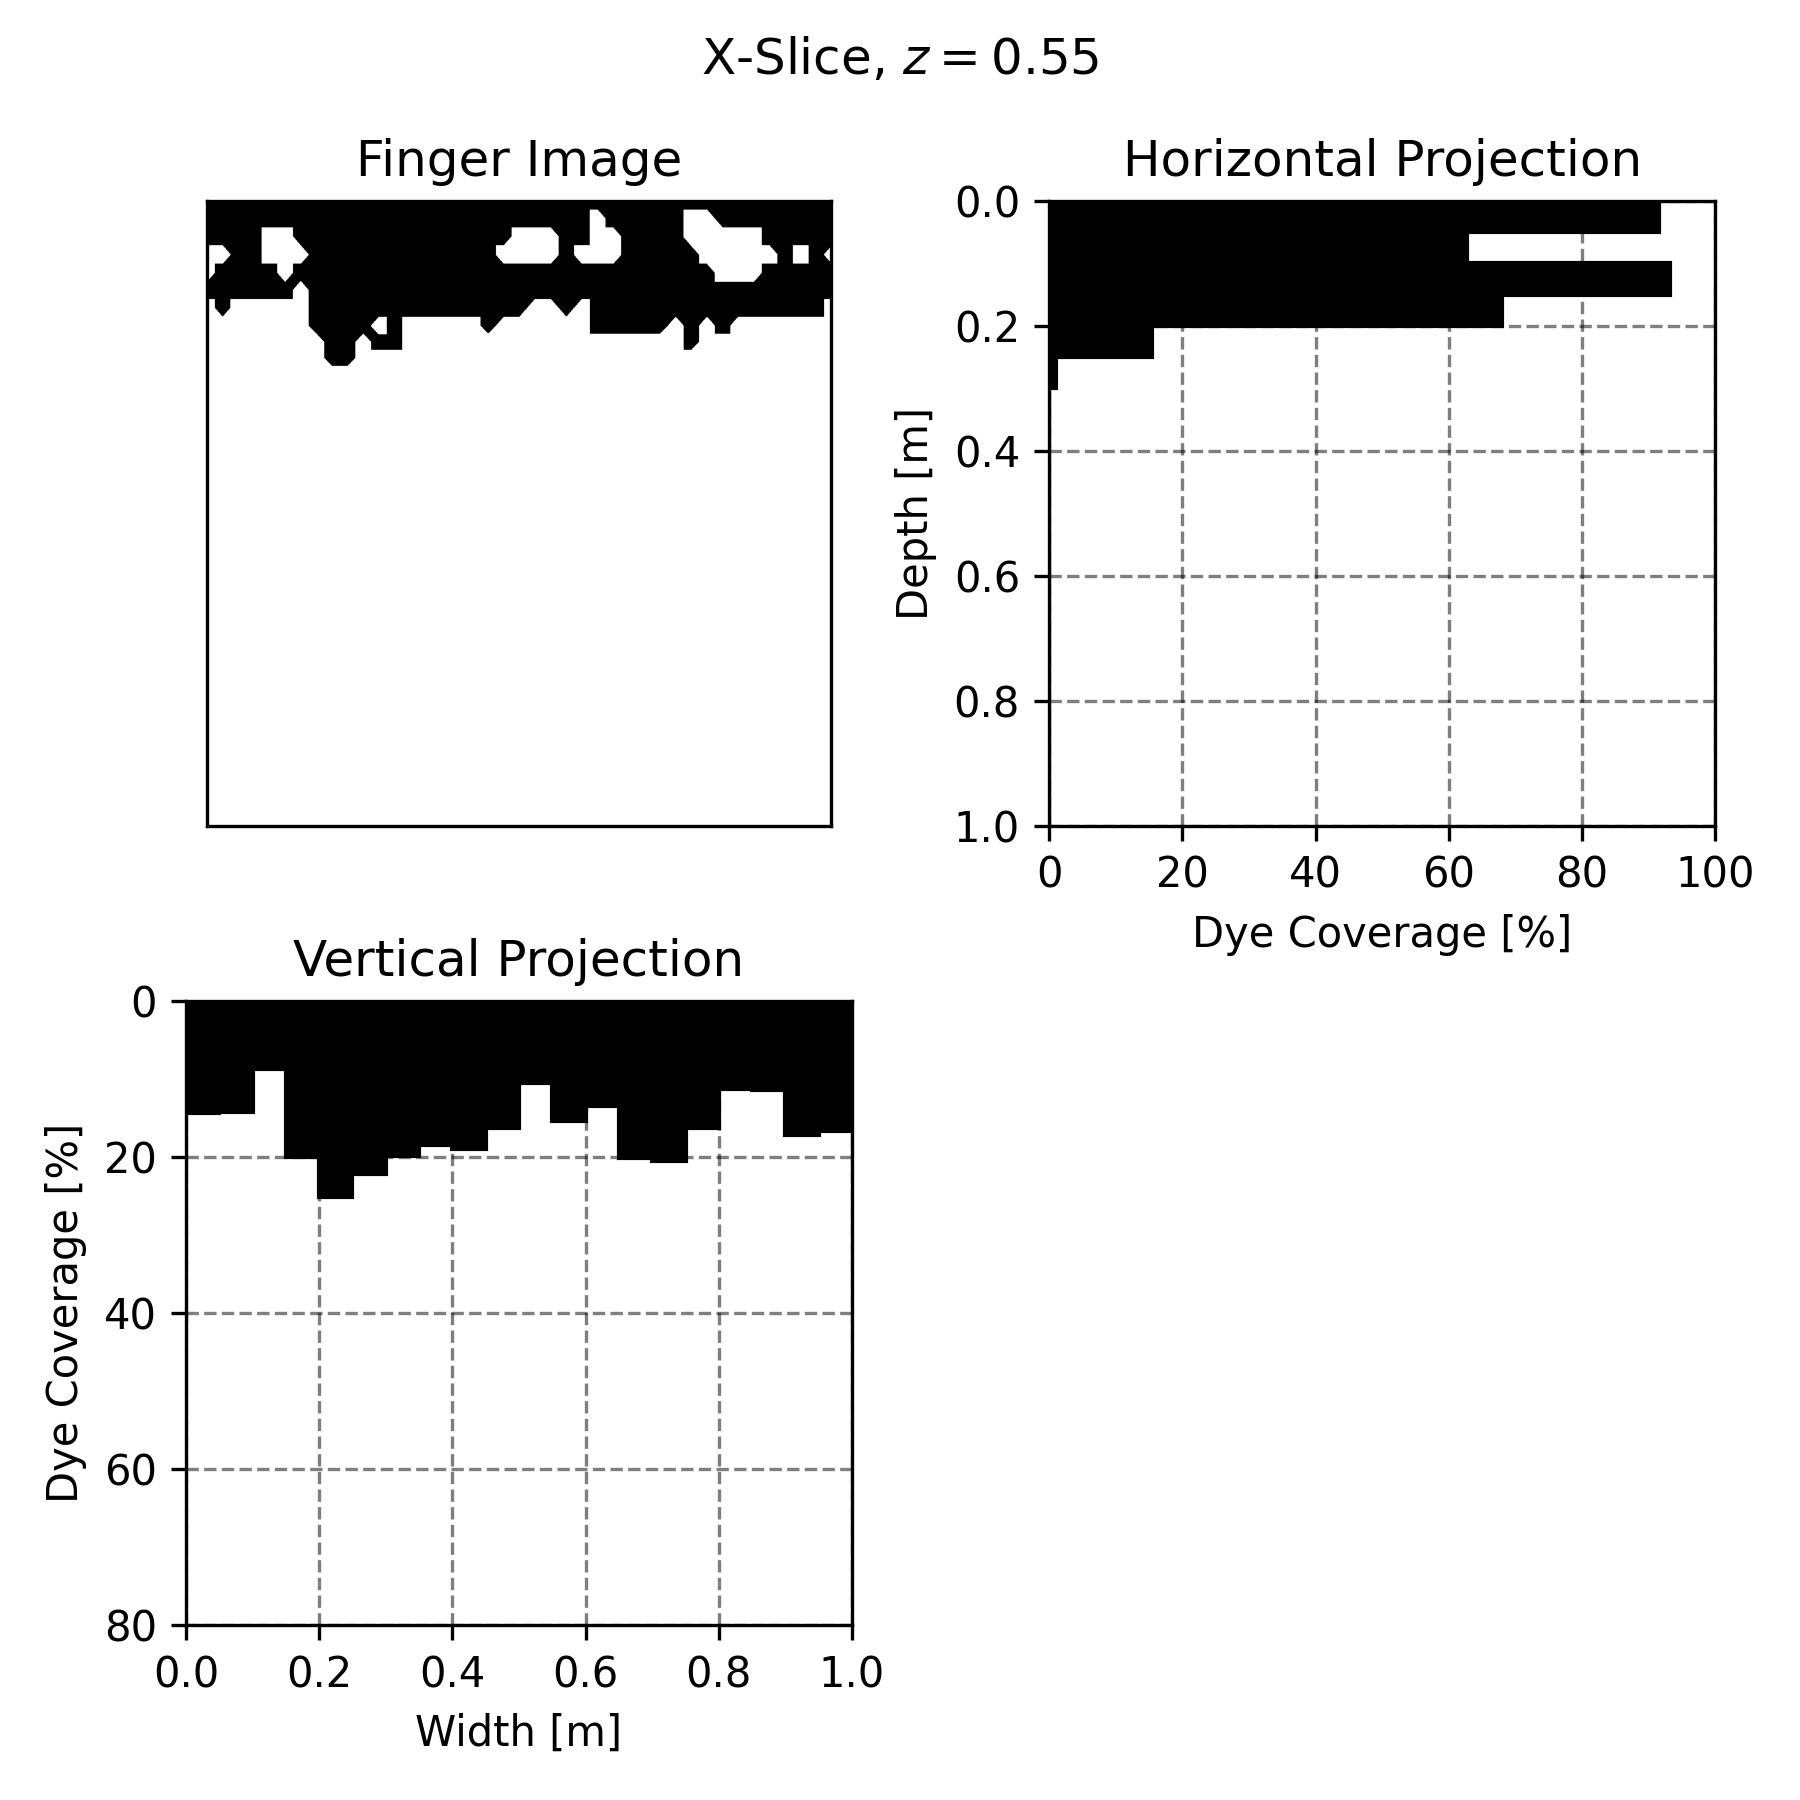 X-Slice, z = 0.55
Finger Image
Horizontal Projection
0.0
0.2
0.4
0.6
0.8
1.0
Depth [m]
0 20 40 60 80 100
Dye Coverage [%]
Vertical Projection
0
20
40
60
80
Dye Coverage [%]
0.0 0.2 0.4 0.6 0.8 1.0
Width [m]